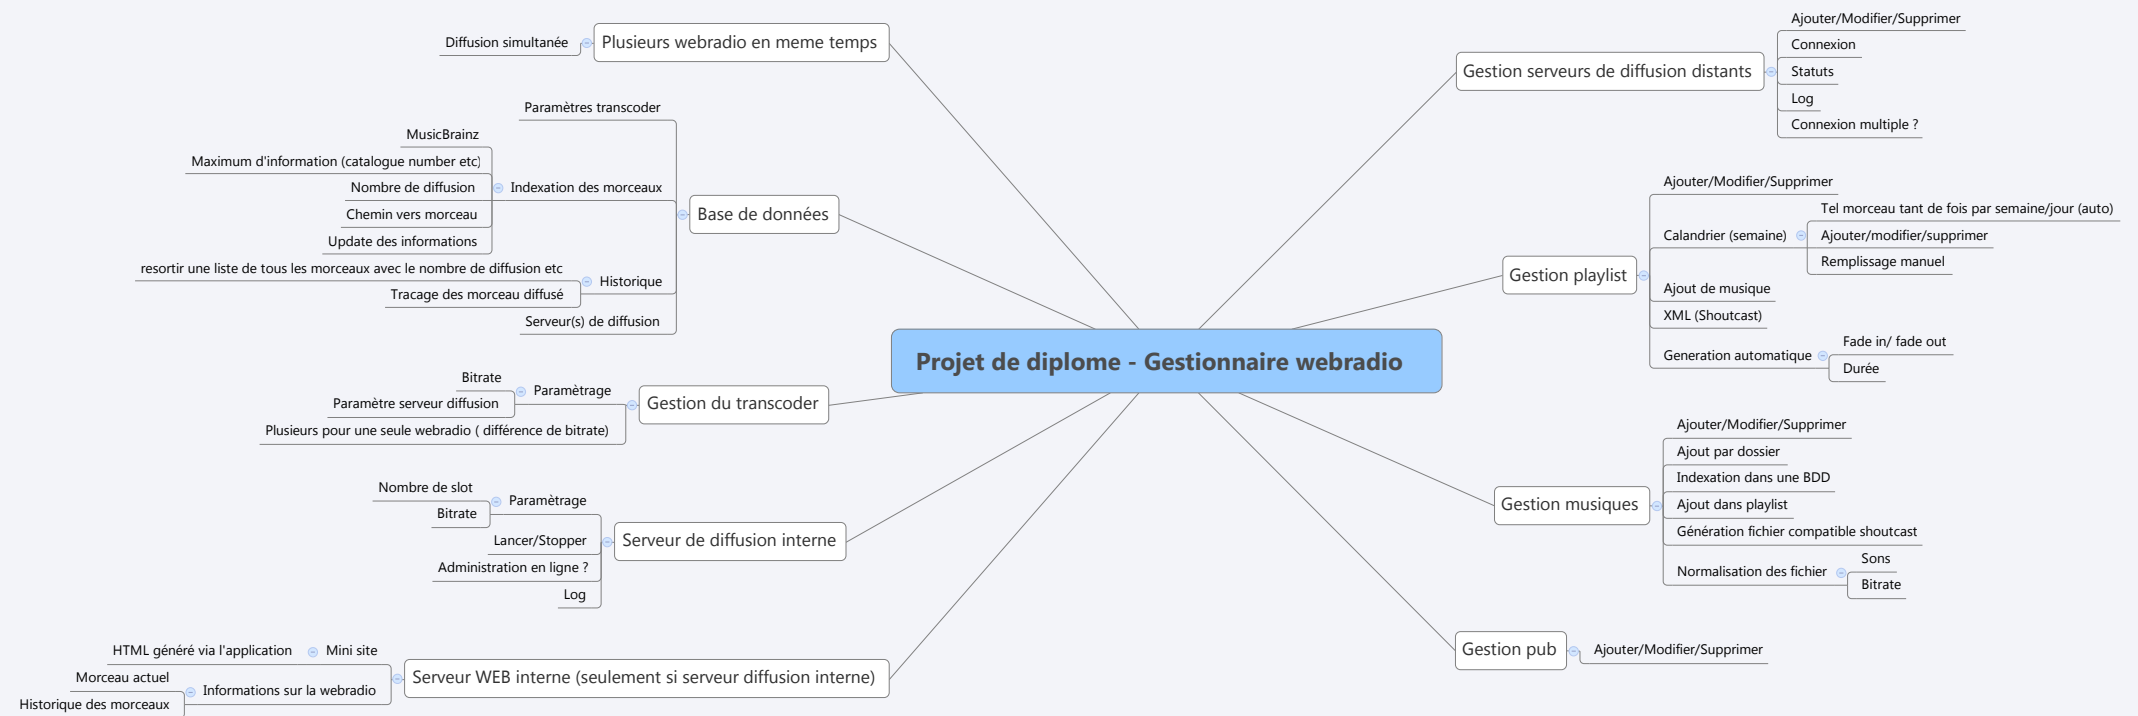 Projet de diplome - Gestionnaire webradio
Plusieurs webradio en meme temps
Diffusion simultanée
Base de données
Paramètres transcoder
Indexation des morceaux
MusicBrainz
Maximum d'information (catalogue number etc)
Nombre de diffusion
Chemin vers morceau
Update des informations
Historique
resortir une liste de tous les morceaux avec le nombre de diffusion etc
Tracage des morceau diffusé
Serveur(s) de diffusion
Gestion du transcoder
Paramètrage
Bitrate
Paramètre serveur diffusion
Plusieurs pour une seule webradio ( différence de bitrate)
Serveur de diffusion interne
Paramètrage
Nombre de slot
Bitrate
Lancer/Stopper
Administration en ligne ?
Log
Serveur WEB interne (seulement si serveur diffusion interne)
Mini site
HTML généré via l'application
Informations sur la webradio
Morceau actuel
Historique des morceaux
Gestion serveurs de diffusion distants
Ajouter/Modifier/Supprimer
Connexion
Statuts
Log
Connexion multiple ?
Gestion playlist
Ajouter/Modifier/Supprimer
Calandrier (semaine)
Tel morceau tant de fois par semaine/jour (auto)
Ajouter/modifier/supprimer
Remplissage manuel
Ajout de musique
XML (Shoutcast)
Generation automatique
Fade in/ fade out
Durée
Gestion musiques
Ajouter/Modifier/Supprimer
Ajout par dossier
Indexation dans une BDD
Ajout dans playlist
Génération fichier compatible shoutcast
Normalisation des fichier
Sons
Bitrate
Gestion pub
Ajouter/Modifier/Supprimer